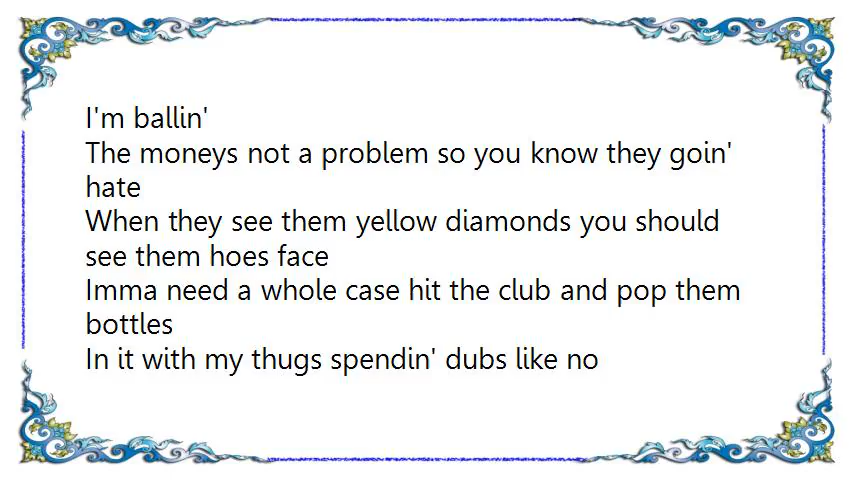 I'm ballin'
The moneys not a problem so you know they goin'
hate
When they see them yellow diamonds you should
see them hoes face
Imma need a whole case hit the club and pop them
bottles
In it with my thugs spendin' dubs like no